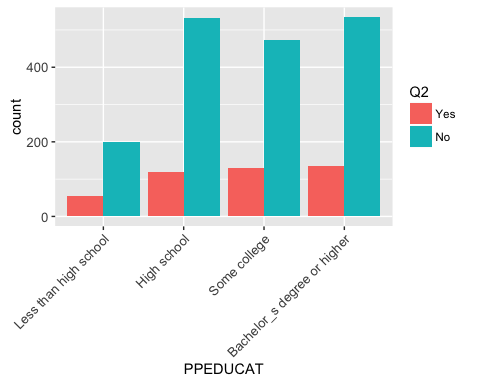 count
400
200
0
Less than high school
High school
Some college
Bachelor_s degree or higher
PPEDUCAT
Q2
Yes
No